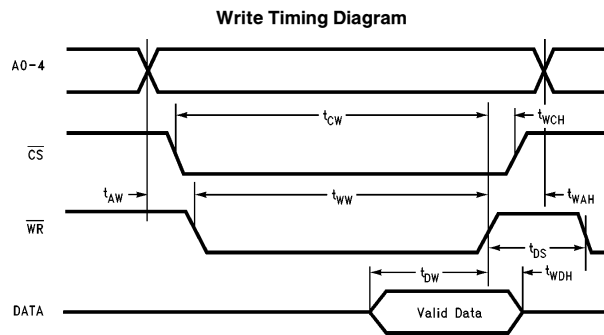 Write Timing Diagram
A0-4
tCW
tWCH
CS
tAW
tWW
tWAH
WR
tDS
tDW
tWDH
DATA
Valid Data